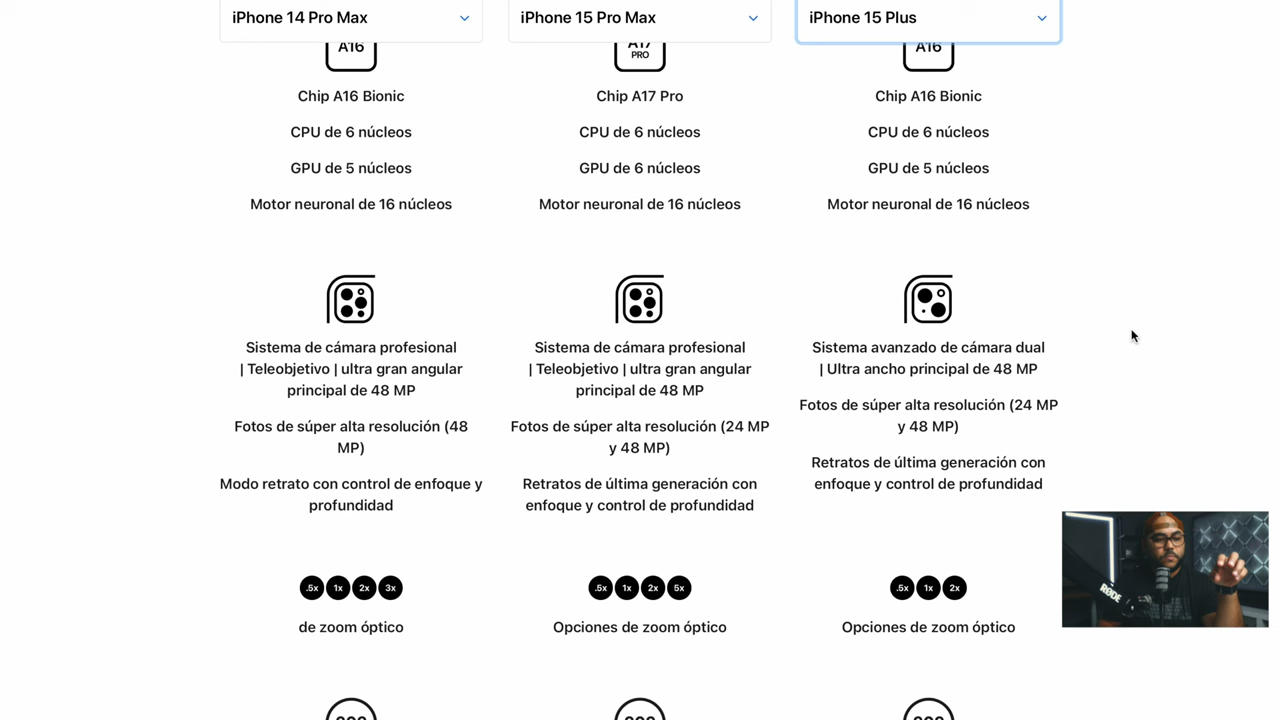 iPhone 14 Pro Max
iPhone 15 Pro Max
iPhone 15 Plus
A16
A17
PRO
A16
Chip A16 Bionic
Chip A17 Pro
Chip A16 Bionic
CPU de 6 núcleos
CPU de 6 núcleos
CPU de 6 núcleos
GPU de 5 núcleos
GPU de 6 núcleos
GPU de 5 núcleos
Motor neuronal de 16 núcleos
Motor neuronal de 16 núcleos
Motor neuronal de 16 núcleos
Sistema de cámara profesional
| Teleobjetivo | ultra gran angular
principal de 48 MP
Fotos de súper alta resolución (48
MP)
Modo retrato con control de enfoque y
profundidad
Sistema de cámara profesional
| Teleobjetivo | ultra gran angular
principal de 48 MP
Fotos de súper alta resolución (24 MP
y 48 MP)
Retratos de última generación con
enfoque y control de profundidad
Sistema avanzado de cámara dual
| Ultra ancho principal de 48 MP
Fotos de súper alta resolución (24 MP
y 48 MP)
Retratos de última generación con
enfoque y control de profundidad
.5x 1x 2x 3x
.5x 1x 2x 5x
.5x 1x 2x
de zoom óptico
Opciones de zoom óptico
Opciones de zoom óptico
RØDE